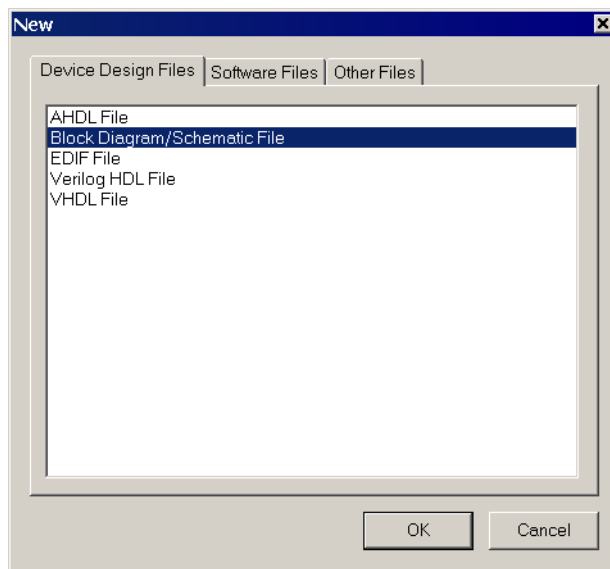 New
Device Design Files Software Files Other Files
AHDL File
Block Diagram/Schematic File
EDIF File
Verilog HDL File
VHDL File
OK Cancel